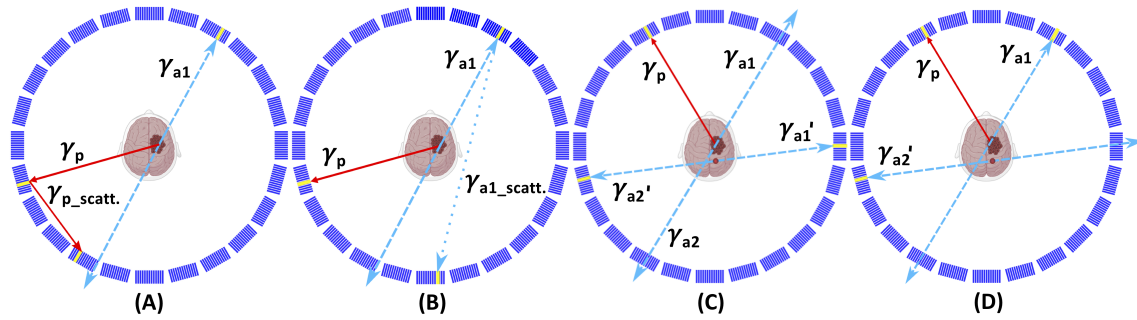 γa1
γp
γp_scatt.
(A)
γa1
γp
γa1_scatt.
(B)
γa1
γp
γa1'
γa2'
γa2
(C)
γa1
γp
γa2'
(D)